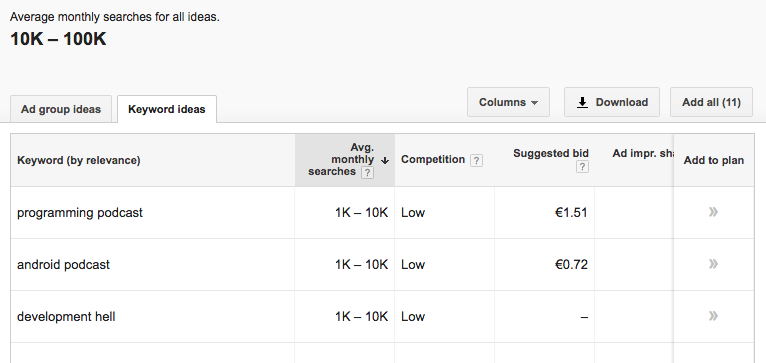 Average monthly searches for all ideas.
10K – 100K
Ad group ideas
Keyword ideas
Columns
Download
Add all (11)
Keyword (by relevance)
Avg.
monthly
searches ?
Competition ?
Suggested bid
?
Ad impr. sha
Add to plan
programming podcast 1K – 10K Low €1.51 »
android podcast 1K – 10K Low €0.72 »
development hell 1K – 10K Low – »